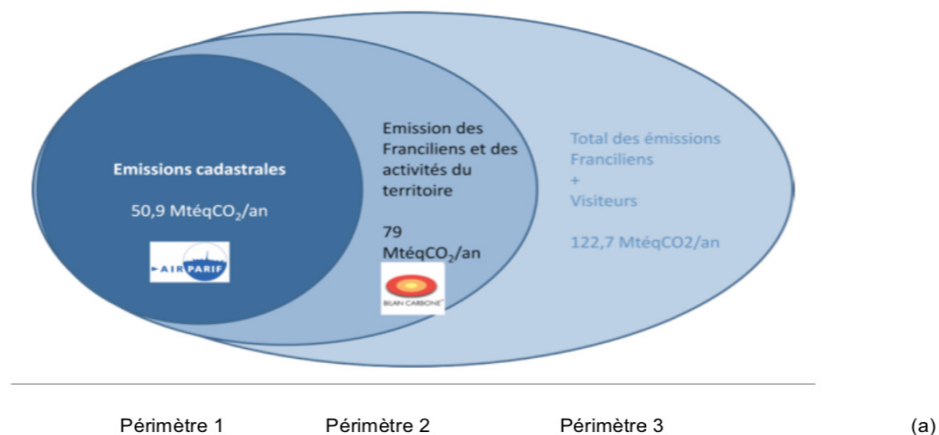 Emissions cadastrales
50,9 MtéqCO₂/an
AIRPARIF
Emission des
Franciliens et des
activités du
territoire
79
MtéqCO₂/an
BILAN CARBONE
Total des émissions
Franciliens
+
Visiteurs
122,7 MtéqCO2/an
Périmètre 1 Périmètre 2 Périmètre 3 (a)